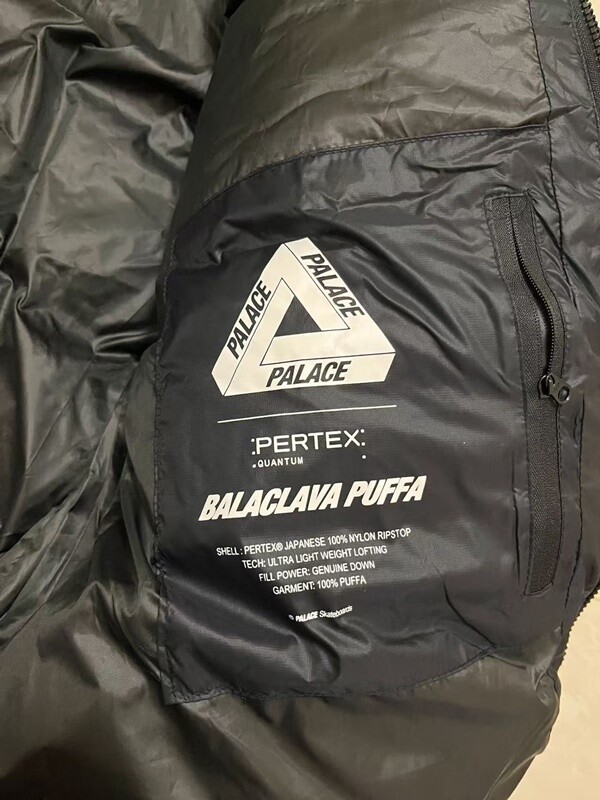 PALACE
PALACE
PALACE
:PERTEX:
QUANTUM
BALACLAVA PUFFA
SHELL : PERTEX® JAPANESE 100% NYLON RIPSTOP
TECH: ULTRA LIGHT WEIGHT LOFTING
FILL POWER: GENUINE DOWN
GARMENT: 100% PUFFA
© PALACE Skateboards